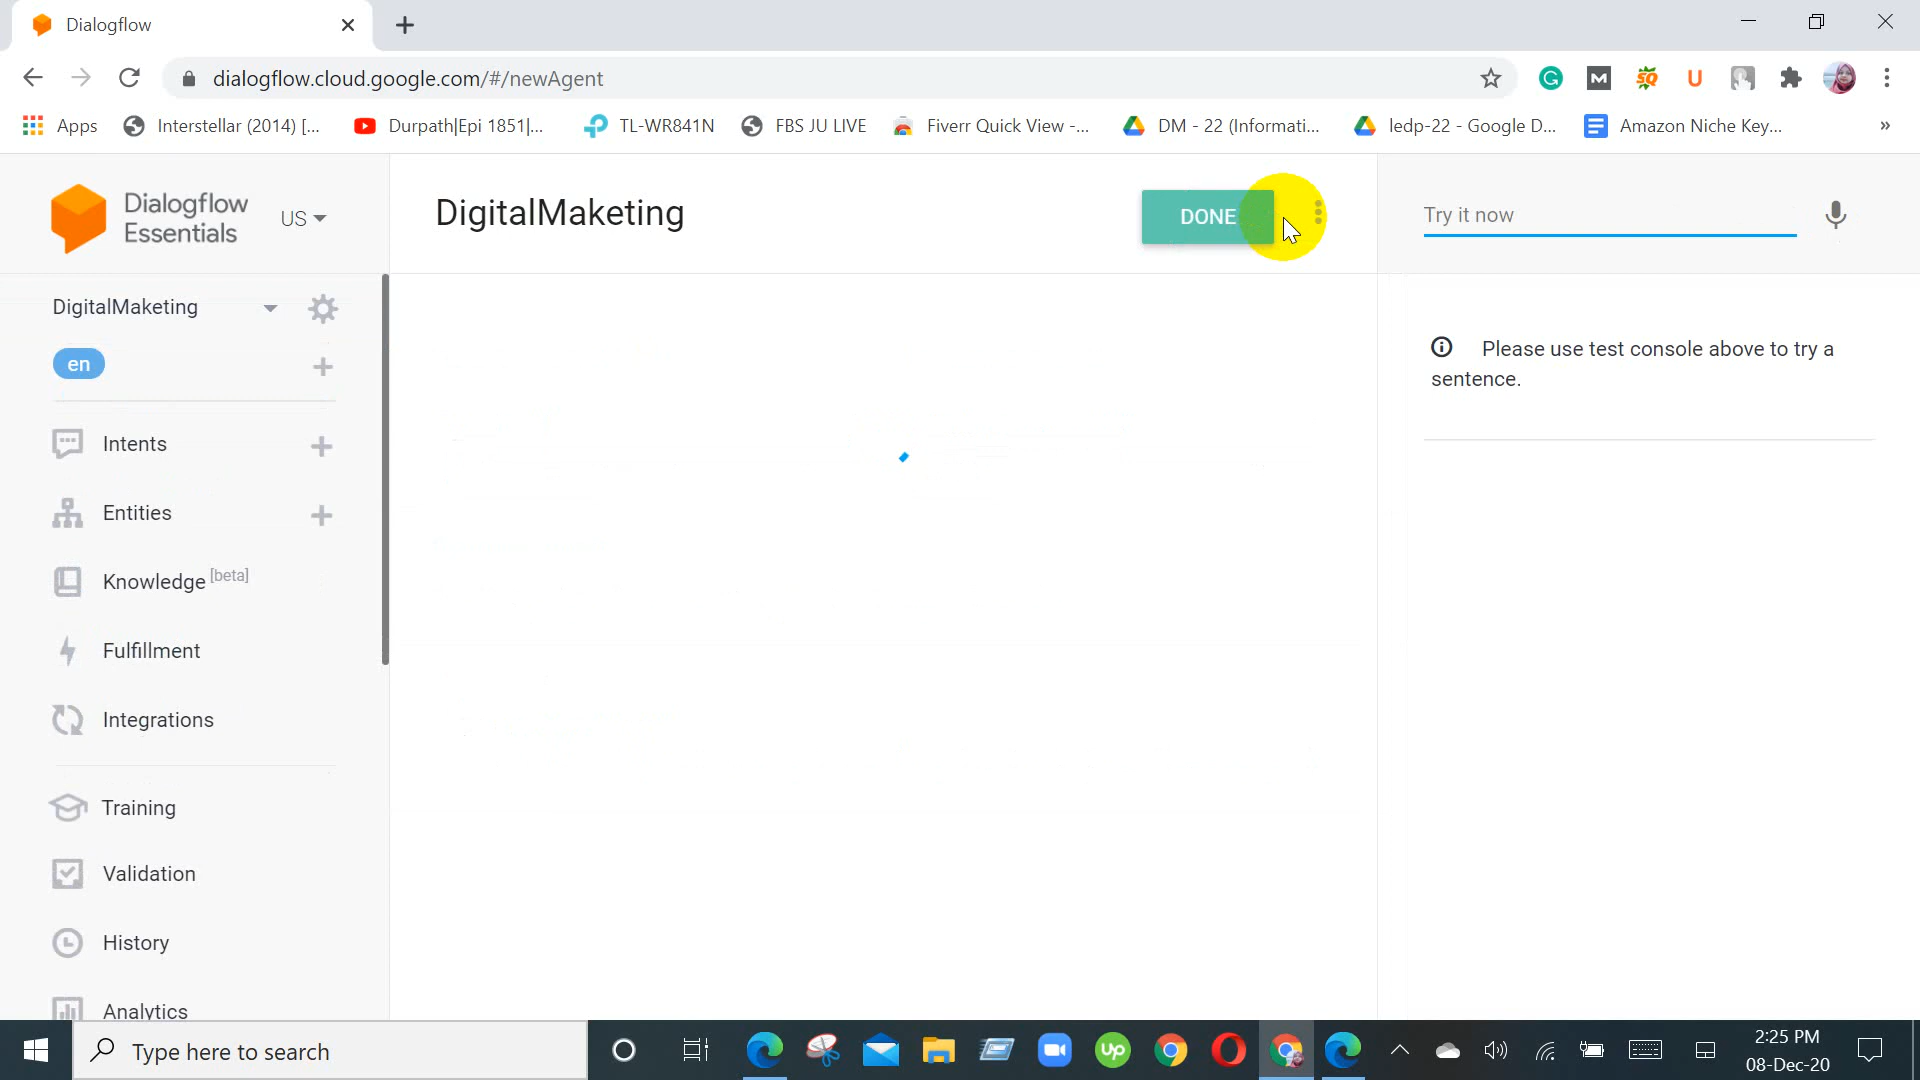 Dialogflow
dialogflow.cloud.google.com/#/newAgent
Apps
Interstellar (2014) [...
Durpath|Epi 1851|...
TL-WR841N
FBS JU LIVE
Fiverr Quick View -...
DM - 22 (Informati...
ledp-22 - Google D...
Amazon Niche Key...
»
Dialogflow
Essentials
US
DigitalMaketing
DONE
Try it now
DigitalMaketing
en
Intents
Entities
Knowledge [beta]
Fulfillment
Integrations
Training
Validation
History
Analytics
Please use test console above to try a
sentence.
Type here to search
2:25 PM
08-Dec-20